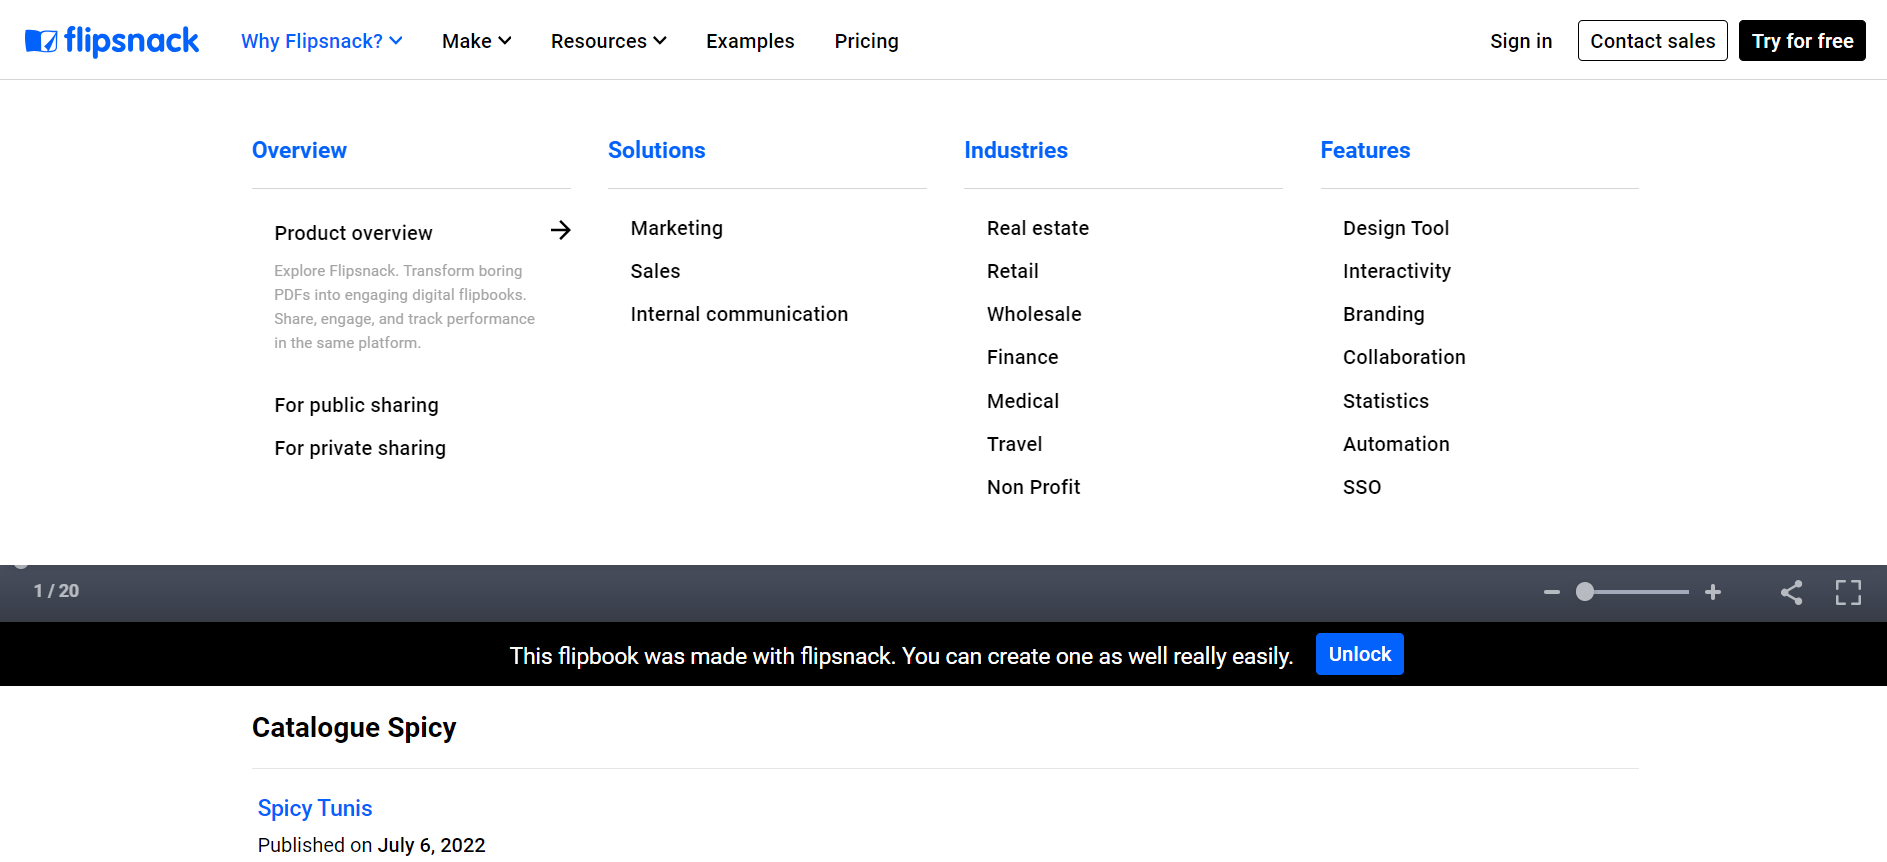 flipsnack
Why Flipsnack?
Make
Resources
Examples
Pricing
Sign in
Contact sales
Try for free
Overview
Product overview
Explore Flipsnack. Transform boring
PDFs into engaging digital flipbooks.
Share, engage, and track performance
in the same platform.
For public sharing
For private sharing
Solutions
Marketing
Sales
Internal communication
Industries
Real estate
Retail
Wholesale
Finance
Medical
Travel
Non Profit
Features
Design Tool
Interactivity
Branding
Collaboration
Statistics
Automation
SSO
1 / 20
This flipbook was made with flipsnack. You can create one as well really easily.
Unlock
Catalogue Spicy
Spicy Tunis
Published on July 6, 2022